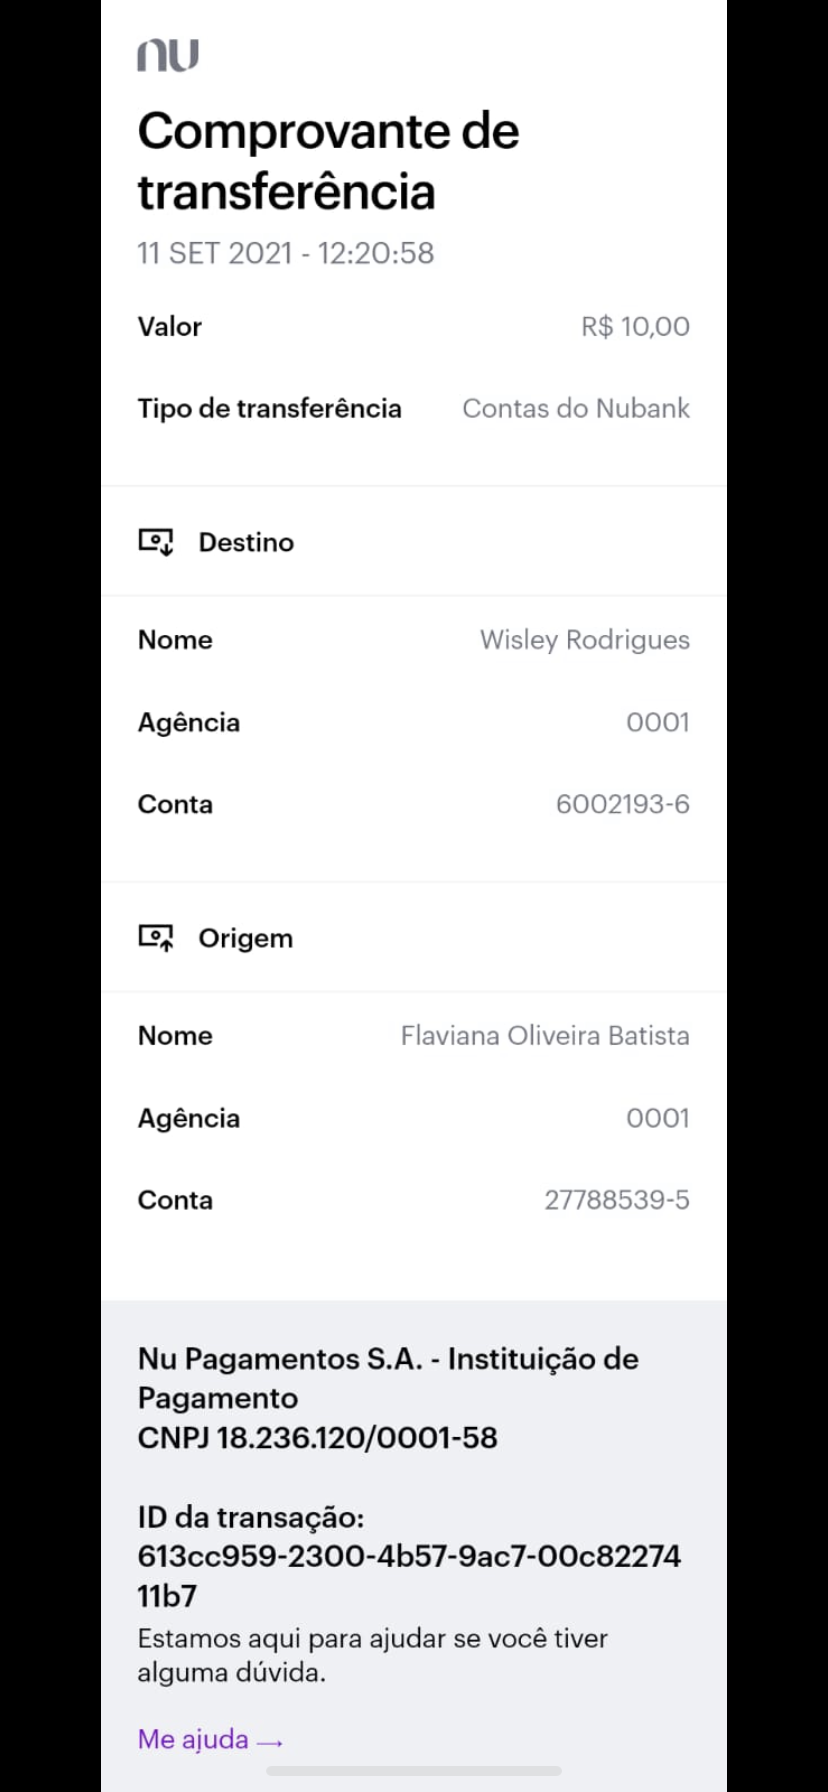 nu
Comprovante de
transferência
11 SET 2021 - 12:20:58
Valor R$ 10,00
Tipo de transferência Contas do Nubank
Destino
Nome Wisley Rodrigues
Agência 0001
Conta 6002193-6
Origem
Nome Flaviana Oliveira Batista
Agência 0001
Conta 27788539-5
Nu Pagamentos S.A. - Instituição de
Pagamento
CNPJ 18.236.120/0001-58
ID da transação:
613cc959-2300-4b57-9ac7-00c82274
11b7
Estamos aqui para ajudar se você tiver
alguma dúvida.
Me ajuda →